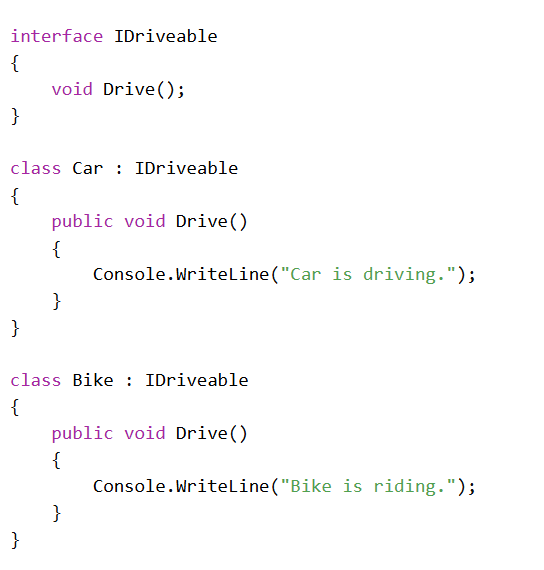 interface IDriveable
{
    void Drive();
}

class Car : IDriveable
{
    public void Drive()
    {
        Console.WriteLine("Car is driving.");
    }
}

class Bike : IDriveable
{
    public void Drive()
    {
        Console.WriteLine("Bike is riding.");
    }
}